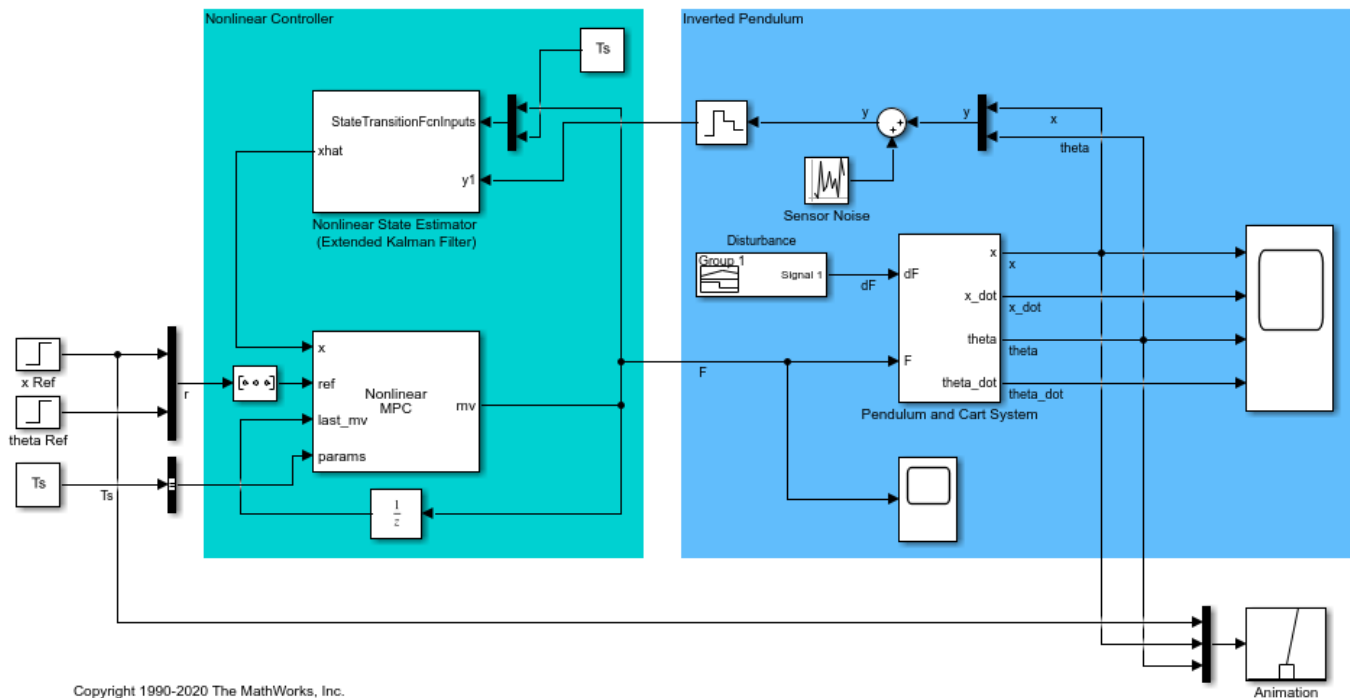 Nonlinear Controller
Ts
StateTransitionFcnInputs
xhat
y1
Nonlinear State Estimator
(Extended Kalman Filter)
x Ref
theta Ref
Ts
Ts
r
x
ref
last_mv
params
Nonlinear
MPC
mv
1
z
F
Inverted Pendulum
y
y
x
theta
Sensor Noise
Disturbance
Group 1
Signal 1
dF
dF
F
x
x_dot
theta
theta_dot
x
x_dot
theta
theta_dot
Pendulum and Cart System
Animation
Copyright 1990-2020 The MathWorks, Inc.